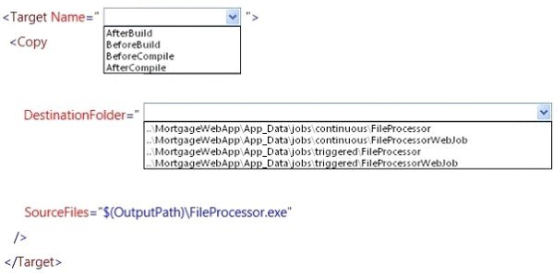 <Target Name=" ">
AfterBuild
BeforeBuild
BeforeCompile
AfterCompile
<Copy
DestinationFolder="
..\MortgageWebApp\App_Data\jobs\continuous\FileProcessor
..\MortgageWebApp\App_Data\jobs\continuous\FileProcessorWebJob
..\MortgageWebApp\App_Data\jobs\triggered\FileProcessor
..\MortgageWebApp\App_Data\jobs\triggered\FileProcessorWebJob
SourceFiles="$(OutputPath)\FileProcessor.exe"
/>
</Target>